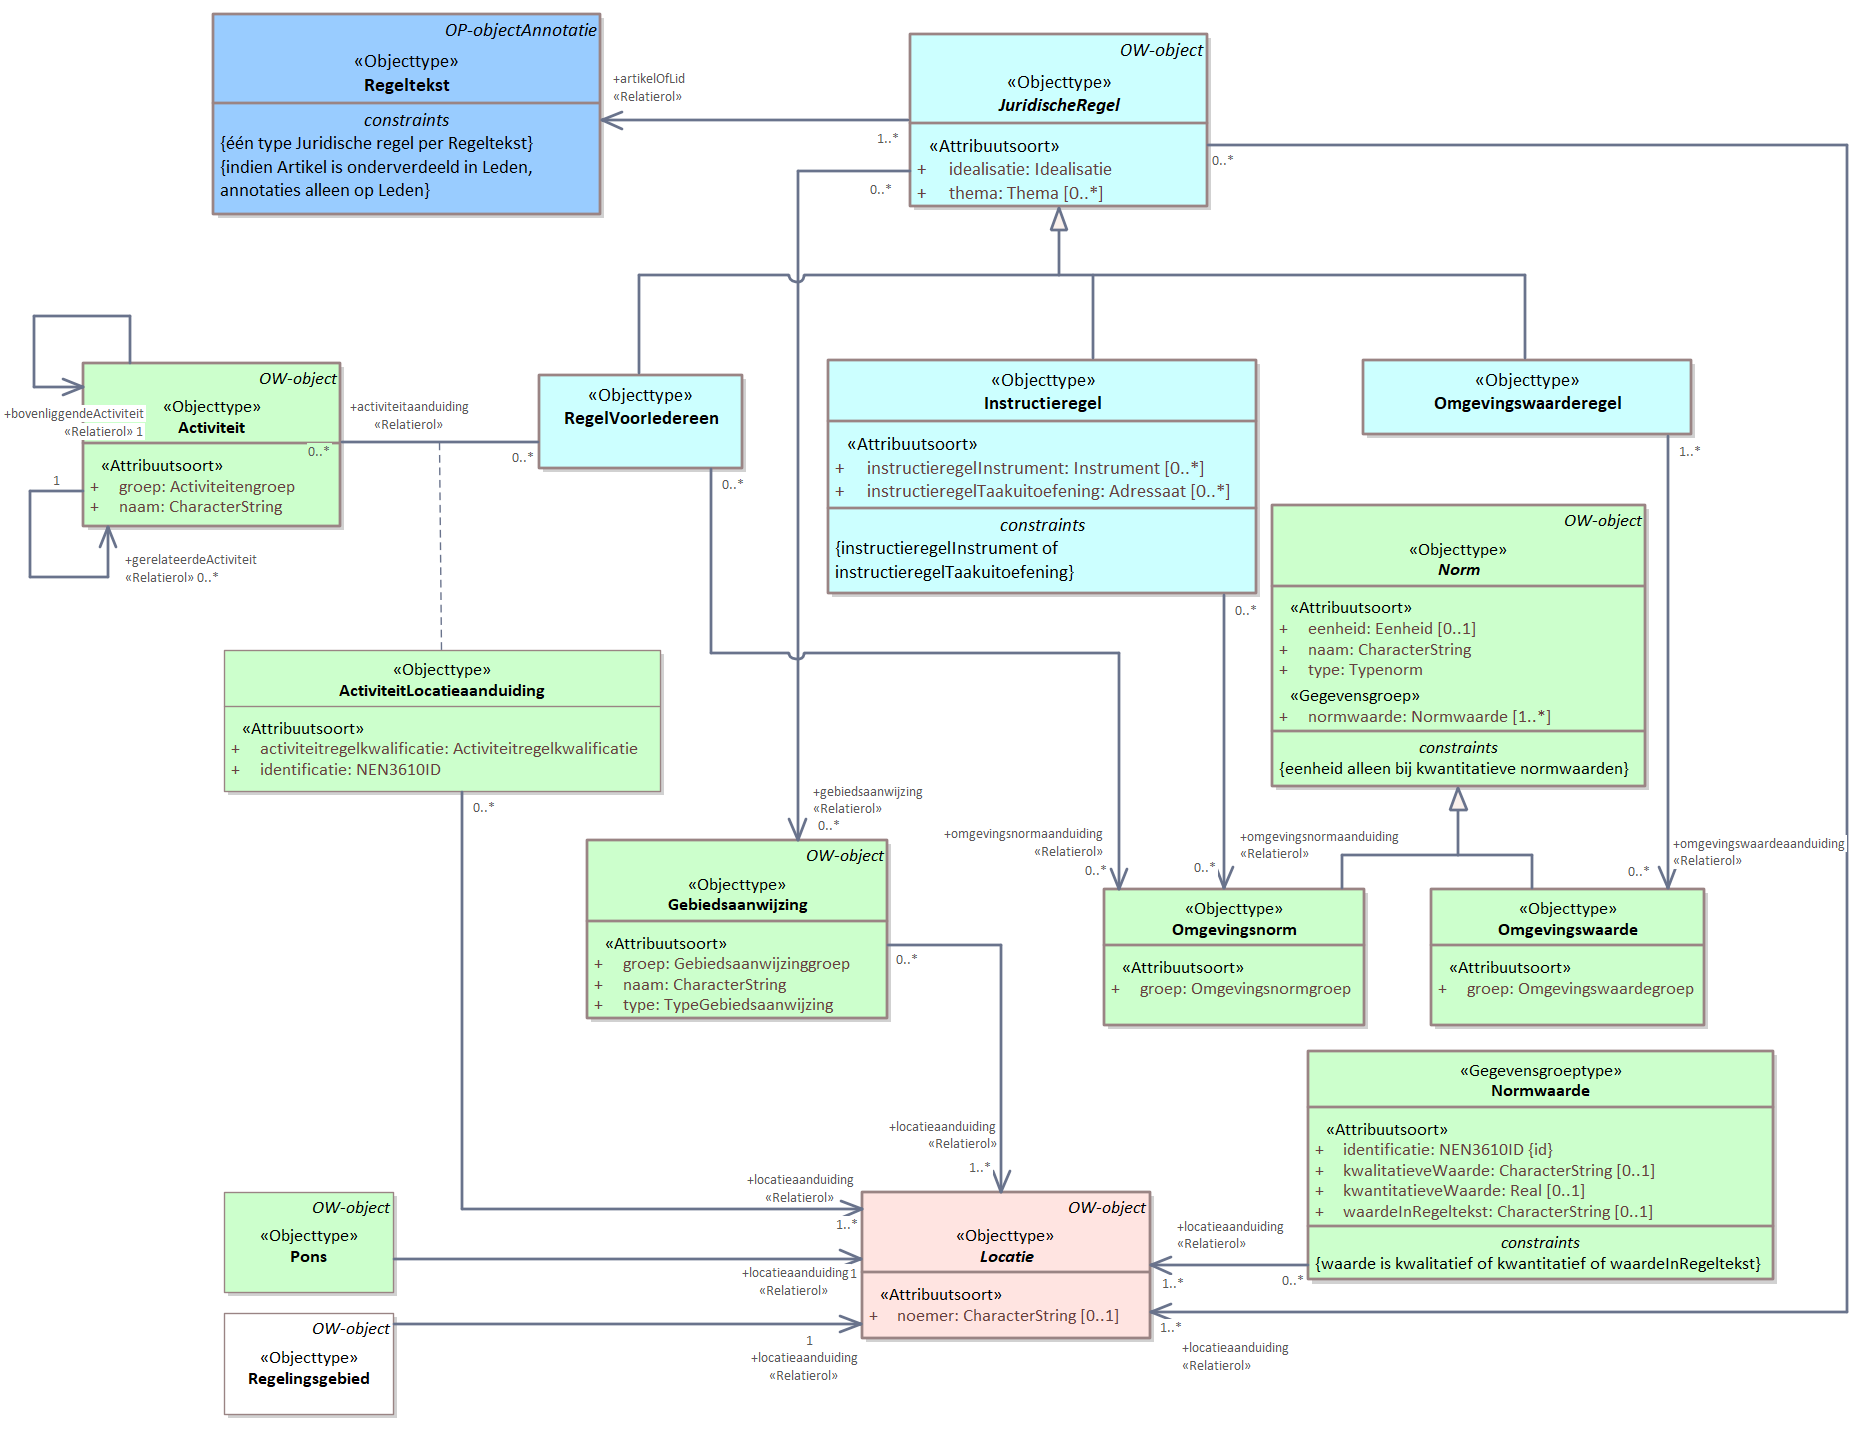 OP-objectAnnotatie
«Objecttype»
Regeltekst
constraints
{één type Juridische regel per Regeltekst}
{indien Artikel is onderverdeeld in Leden,
annotaties alleen op Leden}
+artikelOfLid
«Relatierol»
1..*
OW-object
«Objecttype»
JuridischeRegel
«Attribuutsoort»
+ idealisatie: Idealisatie
+ thema: Thema [0..*]
0..*
0..*
+bovenliggendeActiviteit
«Relatierol» 1
OW-object
«Objecttype»
Activiteit
«Attribuutsoort»
+ groep: Activiteitengroep
+ naam: CharacterString
0..*
1
+gerelateerdeActiviteit
«Relatierol» 0..*
+activiteitaanduiding
«Relatierol»
0..*
«Objecttype»
RegelVoorIedereen
0..*
«Objecttype»
Instructieregel
«Attribuutsoort»
+ instructieregelInstrument: Instrument [0..*]
+ instructieregelTaakuitoefening: Adressaat [0..*]
constraints
{instructieregelInstrument of
instructieregelTaakuitoefening}
0..*
«Objecttype»
Omgevingswaarderegel
1..*
OW-object
«Objecttype»
Norm
«Attribuutsoort»
+ eenheid: Eenheid [0..1]
+ naam: CharacterString
+ type: Typenorm
«Gegevensgroep»
+ normwaarde: Normwaarde [1..*]
constraints
{eenheid alleen bij kwantitatieve normwaarden}
«Objecttype»
ActiviteitLocatieaanduiding
«Attribuutsoort»
+ activiteitregelkwalificatie: Activiteitregelkwalificatie
+ identificatie: NEN3610ID
0..*
+gebiedsaanwijzing
«Relatierol»
0..*
OW-object
«Objecttype»
Gebiedsaanwijzing
«Attribuutsoort»
+ groep: Gebiedsaanwijzinggroep
+ naam: CharacterString
+ type: TypeGebiedsaanwijzing
0..*
+omgevingsnormaanduiding
«Relatierol»
0..*
+omgevingsnormaanduiding
«Relatierol»
0..*
+omgevingswaardeaanduiding
«Relatierol»
0..*
«Objecttype»
Omgevingsnorm
«Attribuutsoort»
+ groep: Omgevingsnormgroep
«Objecttype»
Omgevingswaarde
«Attribuutsoort»
+ groep: Omgevingswaardegroep
«Gegevensgroeptype»
Normwaarde
«Attribuutsoort»
+ identificatie: NEN3610ID {id}
+ kwalitatieveWaarde: CharacterString [0..1]
+ kwantitatieveWaarde: Real [0..1]
+ waardeInRegeltekst: CharacterString [0..1]
constraints
{waarde is kwalitatief of kwantitatief of waardeInRegeltekst}
0..*
+locatieaanduiding
«Relatierol»
1..*
+locatieaanduiding
«Relatierol»
1..*
OW-object
«Objecttype»
Pons
+locatieaanduiding 1
«Relatierol»
OW-object
«Objecttype»
Locatie
«Attribuutsoort»
+ noemer: CharacterString [0..1]
+locatieaanduiding
«Relatierol»
1..*
1..*
+locatieaanduiding
«Relatierol»
OW-object
«Objecttype»
Regelingsgebied
1
+locatieaanduiding
«Relatierol»